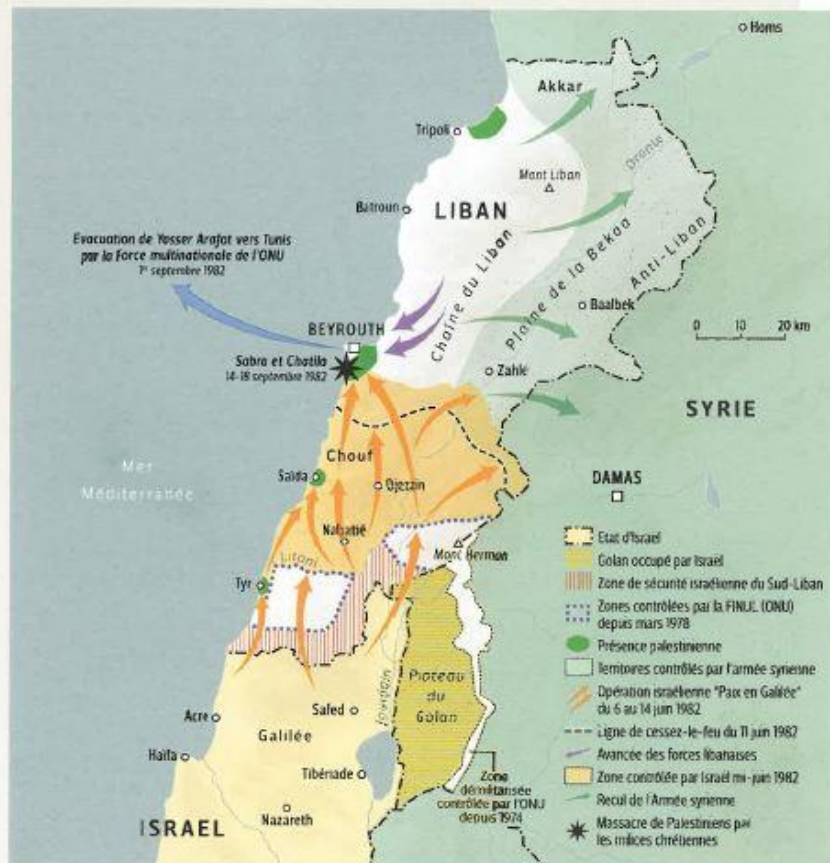 Homs
Akkar
Tripoli
Oronte
Mont Liban
Batroun
LIBAN
Evacuation de Yasser Arafat vers Tunis
par la Force multinationale de l'ONU
1er septembre 1982
Chaîne du Liban
Plaine de la Bekaa
Anti-Liban
Baalbek
0 10 20 km
BEYROUTH
Sabra et Chatila
14-18 septembre 1982
Zahlé
SYRIE
Mer
Méditerranée
Chouf
Saïda
Djezzin
DAMAS
Nabatié
Litani
Mont Hermon
Tyr
Etat d'Israël
Golan occupé par Israël
Zone de sécurité israélienne du Sud-Liban
Zones contrôlées par la FINUL (ONU)
depuis mars 1978
Présence palestinienne
Territoires contrôlés par l'armée syrienne
Opération israélienne "Paix en Galilée"
du 6 au 14 juin 1982
Ligne de cessez-le-feu du 11 juin 1982
Avancée des forces libanaises
Zone contrôlée par Israël mi-juin 1982
Recul de l'Armée syrienne
Massacre de Palestiniens par
les milices chrétiennes
Jourdain
Plateau
du
Golan
Acre
Safed
Galilée
Haïfa
Tibériade
Zone
démilitarisée
contrôlée par l'ONU
depuis 1974
Nazareth
ISRAEL